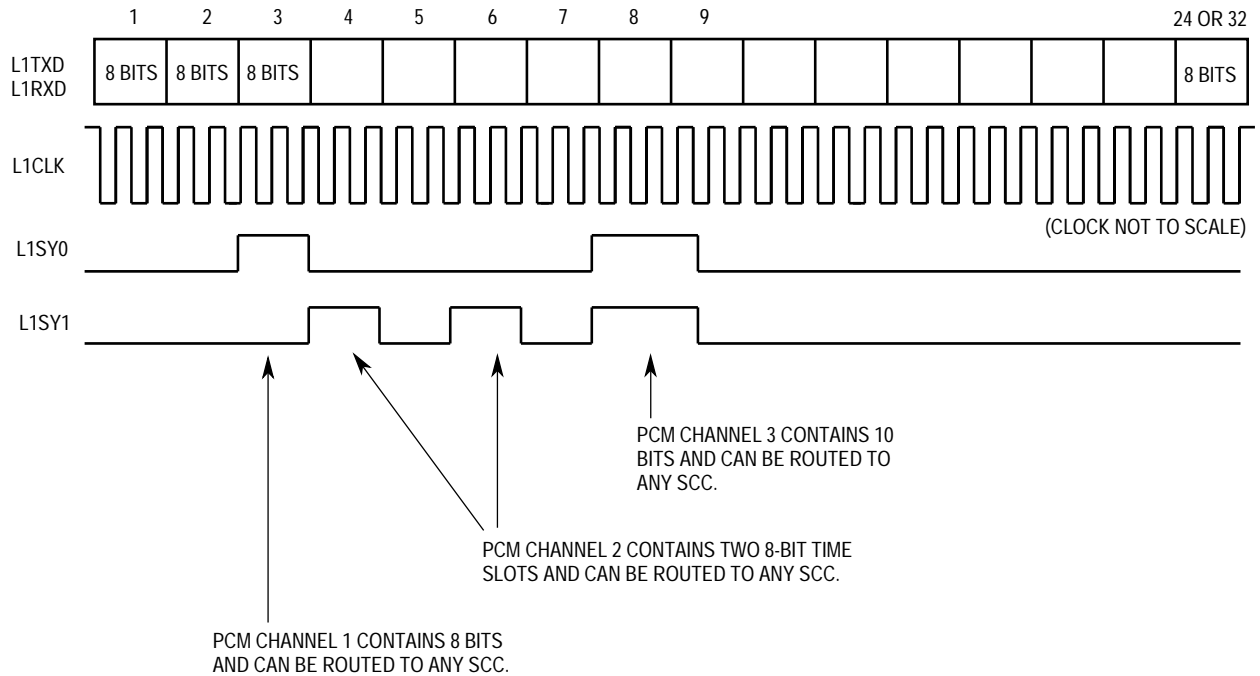 1 2 3 4 5 6 7 8 9 24 OR 32
L1TXD
L1RXD
8 BITS 8 BITS 8 BITS 8 BITS
L1CLK
(CLOCK NOT TO SCALE)
L1SY0
L1SY1
PCM CHANNEL 3 CONTAINS 10
BITS AND CAN BE ROUTED TO
ANY SCC.
PCM CHANNEL 2 CONTAINS TWO 8-BIT TIME
SLOTS AND CAN BE ROUTED TO ANY SCC.
PCM CHANNEL 1 CONTAINS 8 BITS
AND CAN BE ROUTED TO ANY SCC.